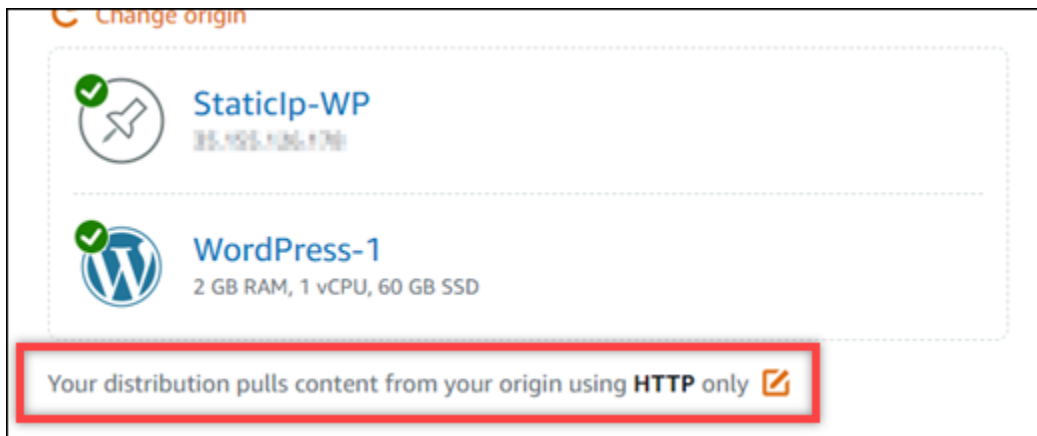 Change origin
StaticIp-WP
WordPress-1
2 GB RAM, 1 vCPU, 60 GB SSD
Your distribution pulls content from your origin using HTTP only